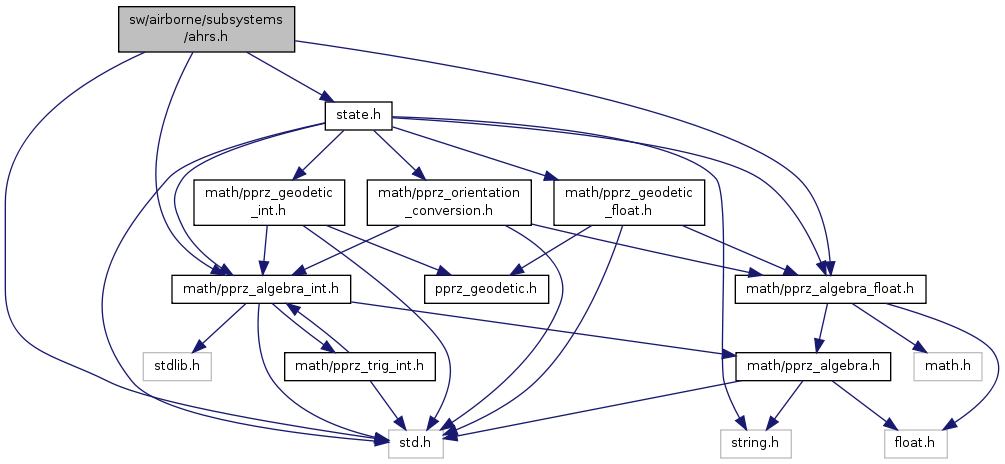 sw/airborne/subsystems
/ahrs.h
state.h
math/pprz_geodetic
_int.h
math/pprz_orientation
_conversion.h
math/pprz_geodetic
_float.h
math/pprz_algebra_int.h
pprz_geodetic.h
math/pprz_algebra_float.h
stdlib.h
math/pprz_trig_int.h
math/pprz_algebra.h
math.h
std.h
string.h
float.h